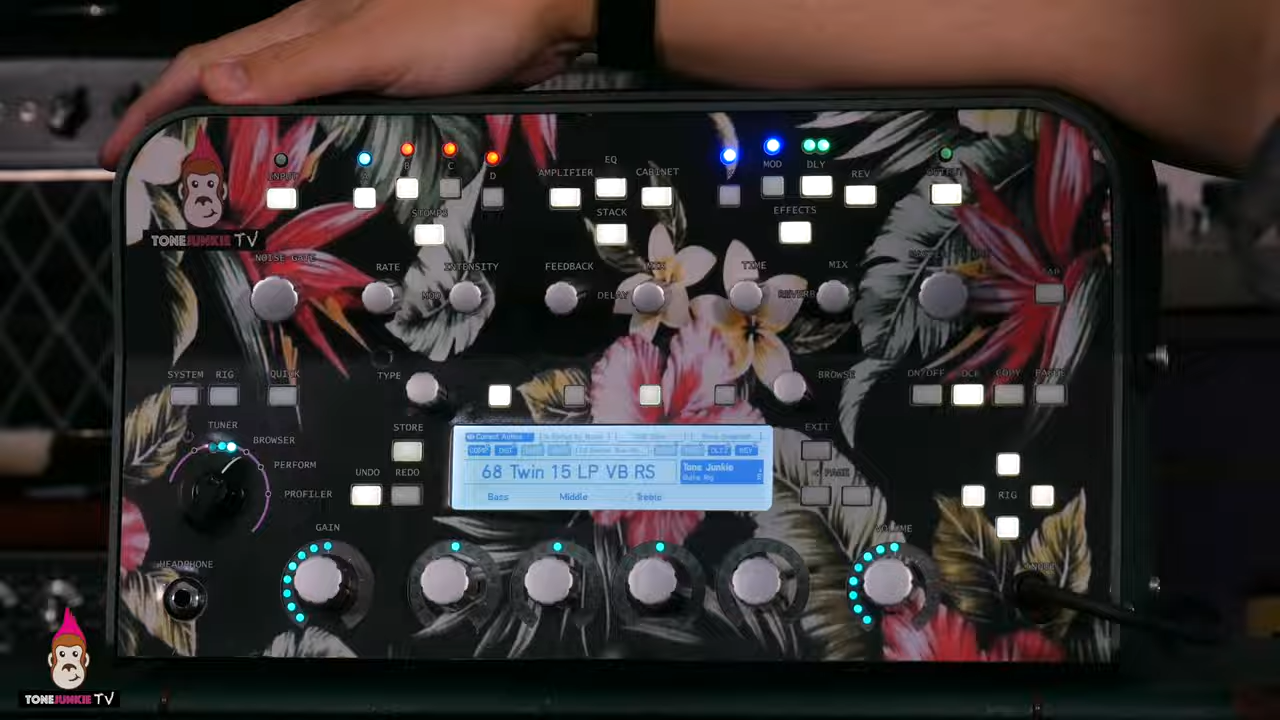 INPUT
A
B
C
D
STOMPS
AMPLIFIER
EQ
CABINET
STACK
MOD
DLY
REV
EFFECTS
OUTPUT
TONEJUNKIE TV
NOISE GATE
RATE
MOD
INTENSITY
FEEDBACK
DELAY
MIX
TIME
REVERB
MIX
SYSTEM
RIG
QUICK
TYPE
BROWSE
ON/OFF
COPY
PASTE
TUNER
BROWSER
PERFORM
PROFILER
STORE
UNDO
REDO
EXIT
PAGE
RIG
68 Twin 15 LP VB RS
Tone Junkie
Bass
Middle
Treble
GAIN
VOLUME
HEADPHONE
INPUT
TONEJUNKIE TV